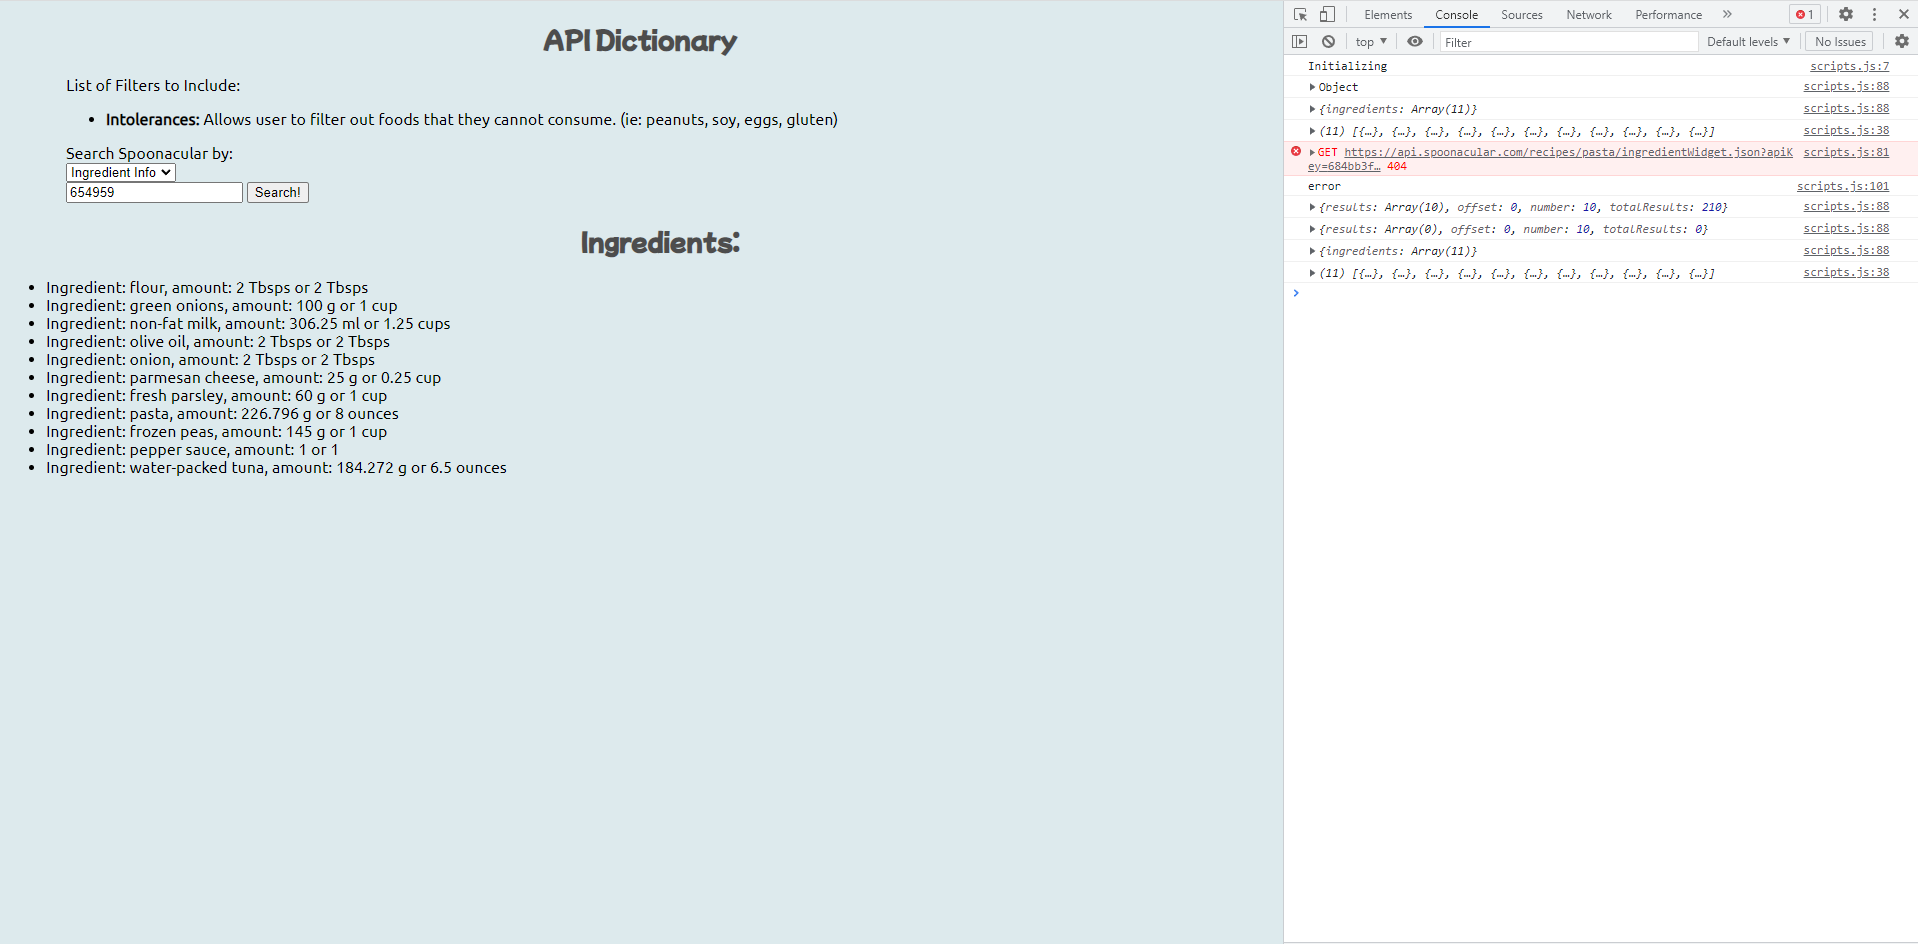 API Dictionary
List of Filters to Include:
• Intolerances: Allows user to filter out foods that they cannot consume. (ie: peanuts, soy, eggs, gluten)
Search Spoonacular by:
Ingredient Info
654959 Search!
Ingredients:
• Ingredient: flour, amount: 2 Tbsps or 2 Tbsps
• Ingredient: green onions, amount: 100 g or 1 cup
• Ingredient: non-fat milk, amount: 306.25 ml or 1.25 cups
• Ingredient: olive oil, amount: 2 Tbsps or 2 Tbsps
• Ingredient: onion, amount: 2 Tbsps or 2 Tbsps
• Ingredient: parmesan cheese, amount: 25 g or 0.25 cup
• Ingredient: fresh parsley, amount: 60 g or 1 cup
• Ingredient: pasta, amount: 226.796 g or 8 ounces
• Ingredient: frozen peas, amount: 145 g or 1 cup
• Ingredient: pepper sauce, amount: 1 or 1
• Ingredient: water-packed tuna, amount: 184.272 g or 6.5 ounces
Elements Console Sources Network Performance » 1
top Filter Default levels No Issues
Initializing scripts.js:7
Object scripts.js:88
{ingredients: Array(11)} scripts.js:88
(11) [{…}, {…}, {…}, {…}, {…}, {…}, {…}, {…}, {…}, {…}, {…}] scripts.js:38
GET https://api.spoonacular.com/recipes/pasta/ingredientWidget.json?apiK scripts.js:81
ey=684bb3f… 404
error scripts.js:101
{results: Array(10), offset: 0, number: 10, totalResults: 210} scripts.js:88
{results: Array(0), offset: 0, number: 10, totalResults: 0} scripts.js:88
{ingredients: Array(11)} scripts.js:88
(11) [{…}, {…}, {…}, {…}, {…}, {…}, {…}, {…}, {…}, {…}, {…}] scripts.js:38